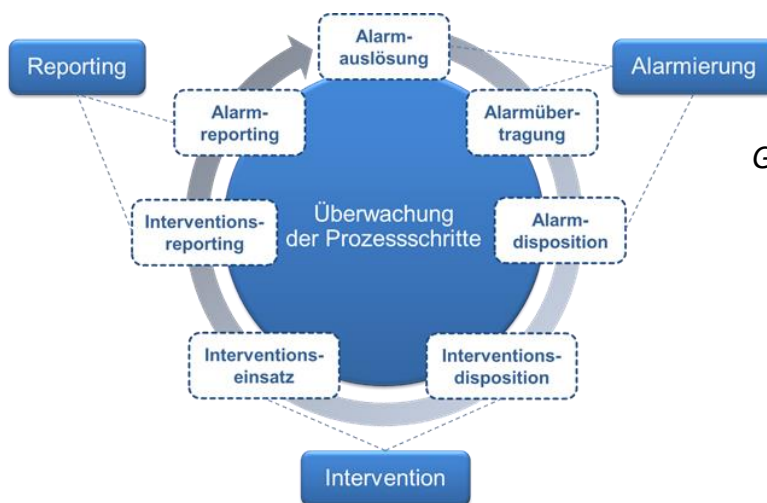 Alarm-
auslösung
Reporting
Alarmierung
Alarm-
reporting
Alarmüber-
tragung
G
Interventions-
reporting
Überwachung
der Prozessschritte
Alarm-
disposition
Interventions-
einsatz
Interventions-
disposition
Intervention